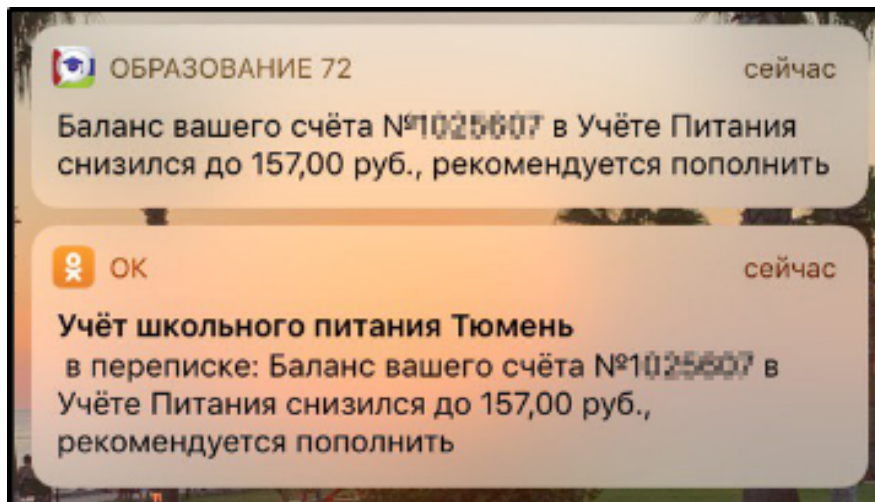 ОБРАЗОВАНИЕ 72
сейчас
Баланс вашего счёта № в Учёте Питания
снизился до 157,00 руб., рекомендуется пополнить
ОК
сейчас
Учёт школьного питания Тюмень
в переписке: Баланс вашего счёта № в
Учёте Питания снизился до 157,00 руб.,
рекомендуется пополнить